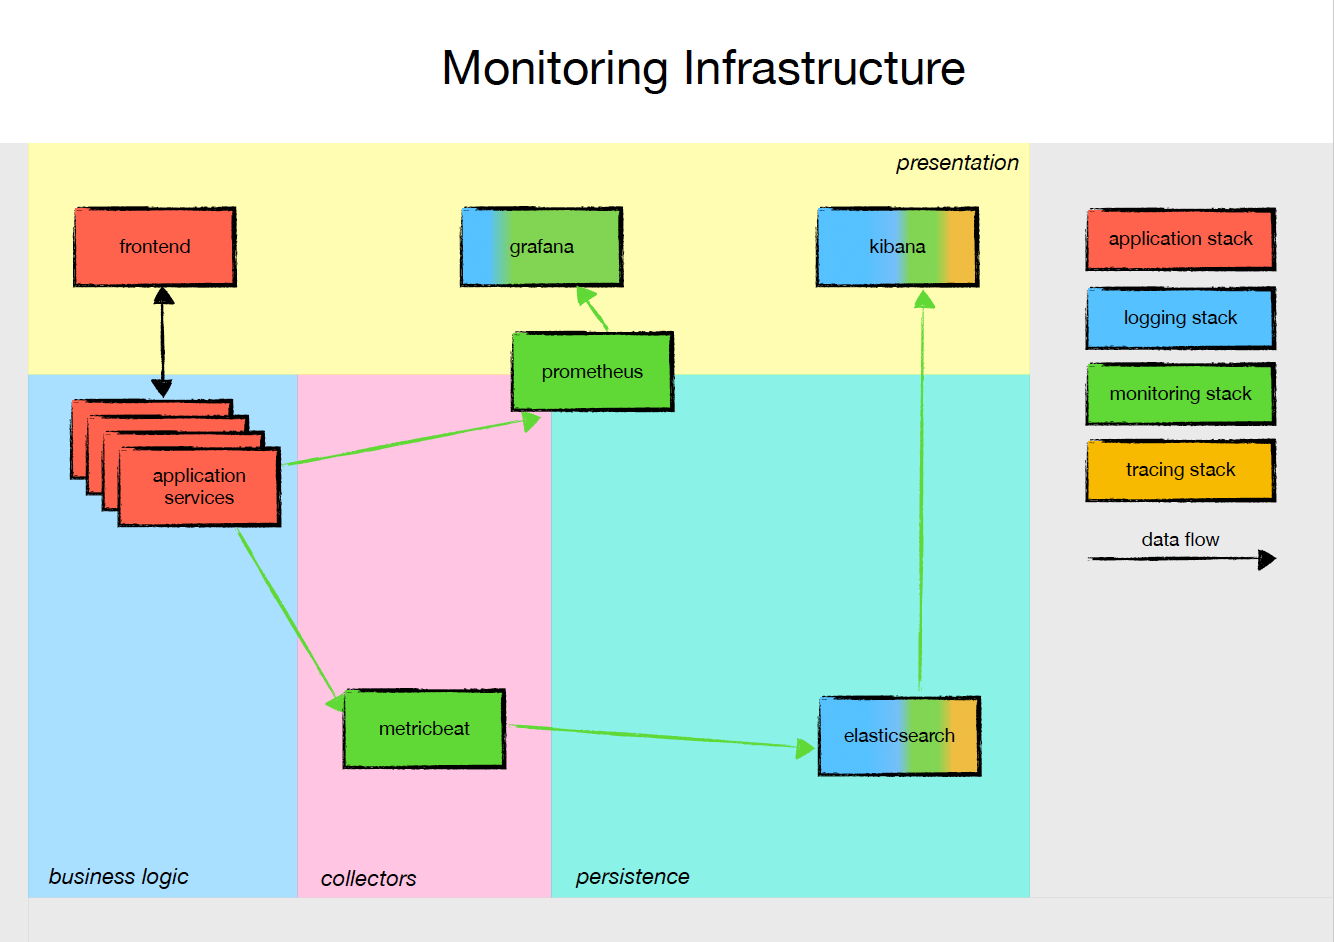 Monitoring Infrastructure
presentation
frontend
grafana
kibana
prometheus
application
services
metricbeat
elasticsearch
business logic
collectors
persistence
application stack
logging stack
monitoring stack
tracing stack
data flow